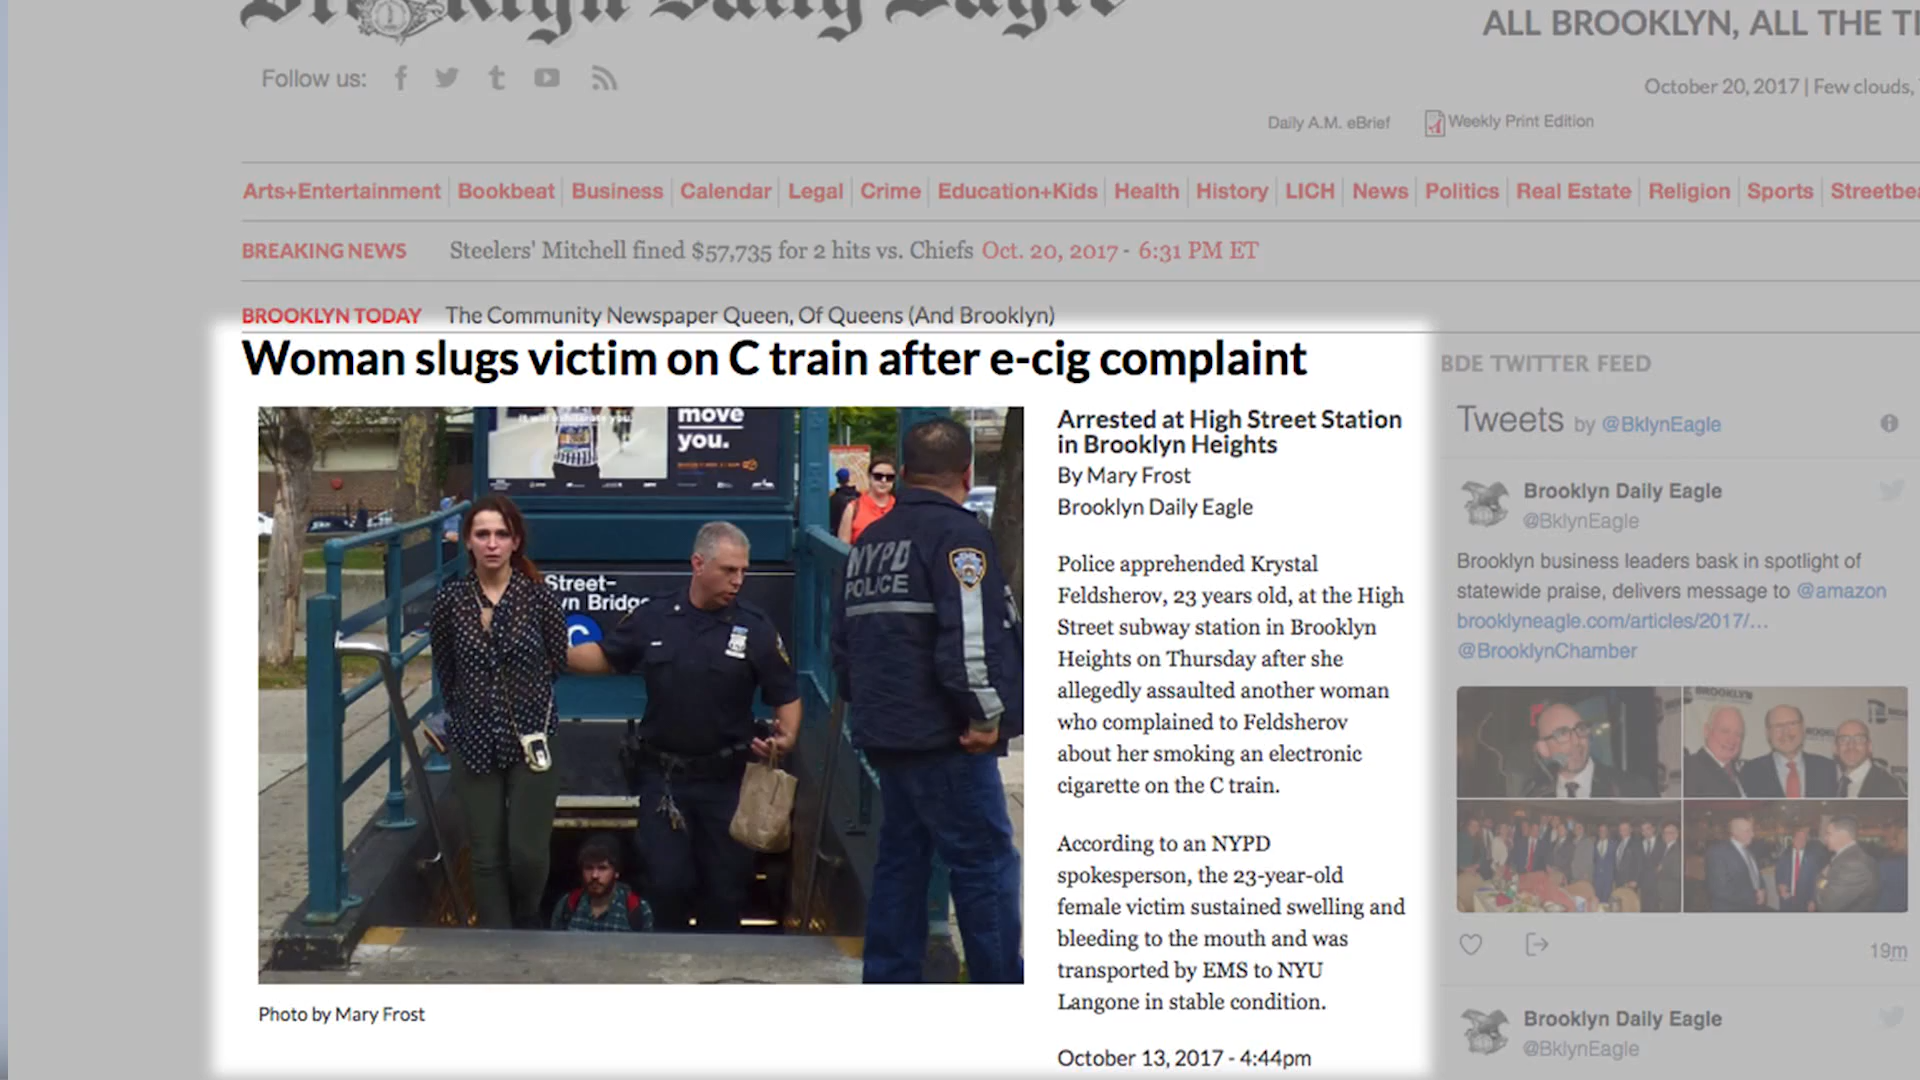 Brooklyn Daily Eagle
ALL BROOKLYN, ALL THE
Follow us:
October 20, 2017 | Few clouds,
Daily A.M. eBrief
Weekly Print Edition
Arts+Entertainment Bookbeat Business Calendar Legal Crime Education+Kids Health History LICH News Politics Real Estate Religion Sports
BREAKING NEWS Steelers' Mitchell fined $57,735 for 2 hits vs. Chiefs Oct. 20, 2017 - 6:31 PM ET
BROOKLYN TODAY The Community Newspaper Queen, Of Queens (And Brooklyn)
Woman slugs victim on C train after e-cig complaint
move
you.
Street-
Bridge
C
NYPD
POLICE
Photo by Mary Frost
Arrested at High Street Station
in Brooklyn Heights
By Mary Frost
Brooklyn Daily Eagle
Police apprehended Krystal
Feldsherov, 23 years old, at the High
Street subway station in Brooklyn
Heights on Thursday after she
allegedly assaulted another woman
who complained to Feldsherov
about her smoking an electronic
cigarette on the C train.
According to an NYPD
spokesperson, the 23-year-old
female victim sustained swelling and
bleeding to the mouth and was
transported by EMS to NYU
Langone in stable condition.
October 13, 2017 - 4:44pm
BDE TWITTER FEED
Tweets by @BklynEagle
Brooklyn Daily Eagle
@BklynEagle
Brooklyn business leaders bask in spotlight of
statewide praise, delivers message to @amazon
brooklyneagle.com/articles/2017/…
@BrooklynChamber
BROOKLYN
19m
Brooklyn Daily Eagle
@BklynEagle